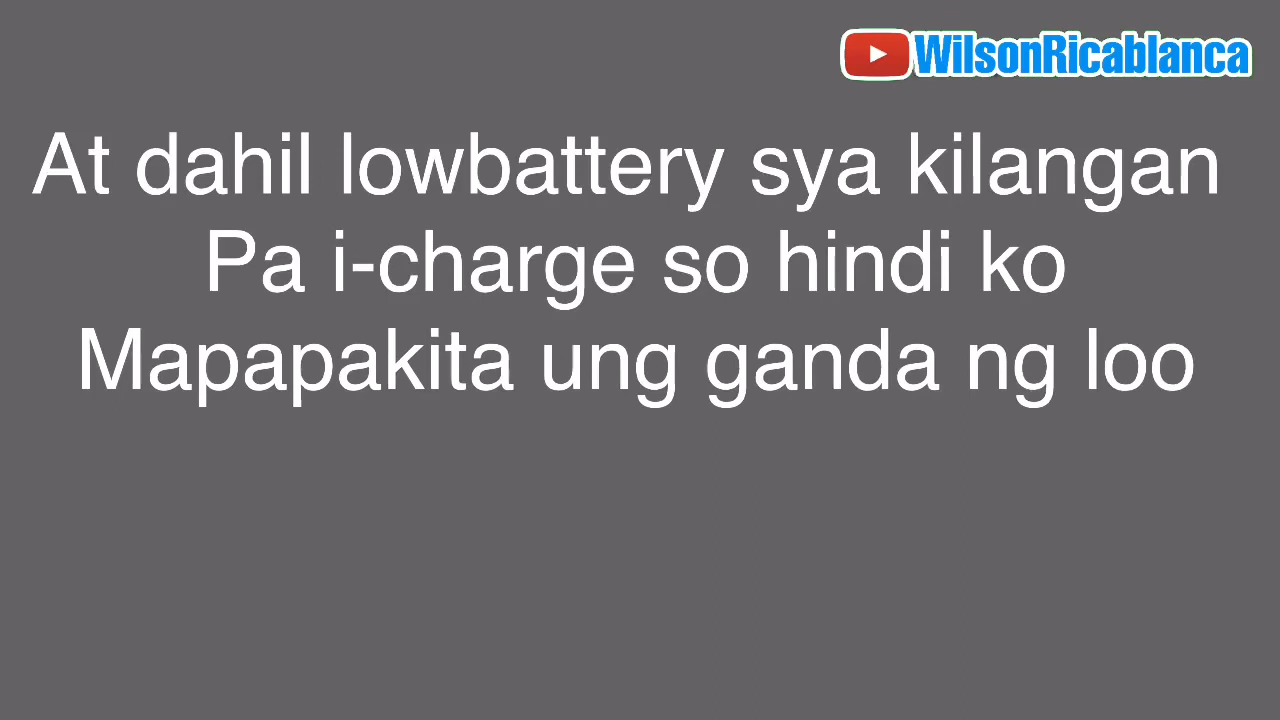 WilsonRicablanca
At dahil lowbattery sya kilangan
Pa i-charge so hindi ko
Mapapakita ung ganda ng loo